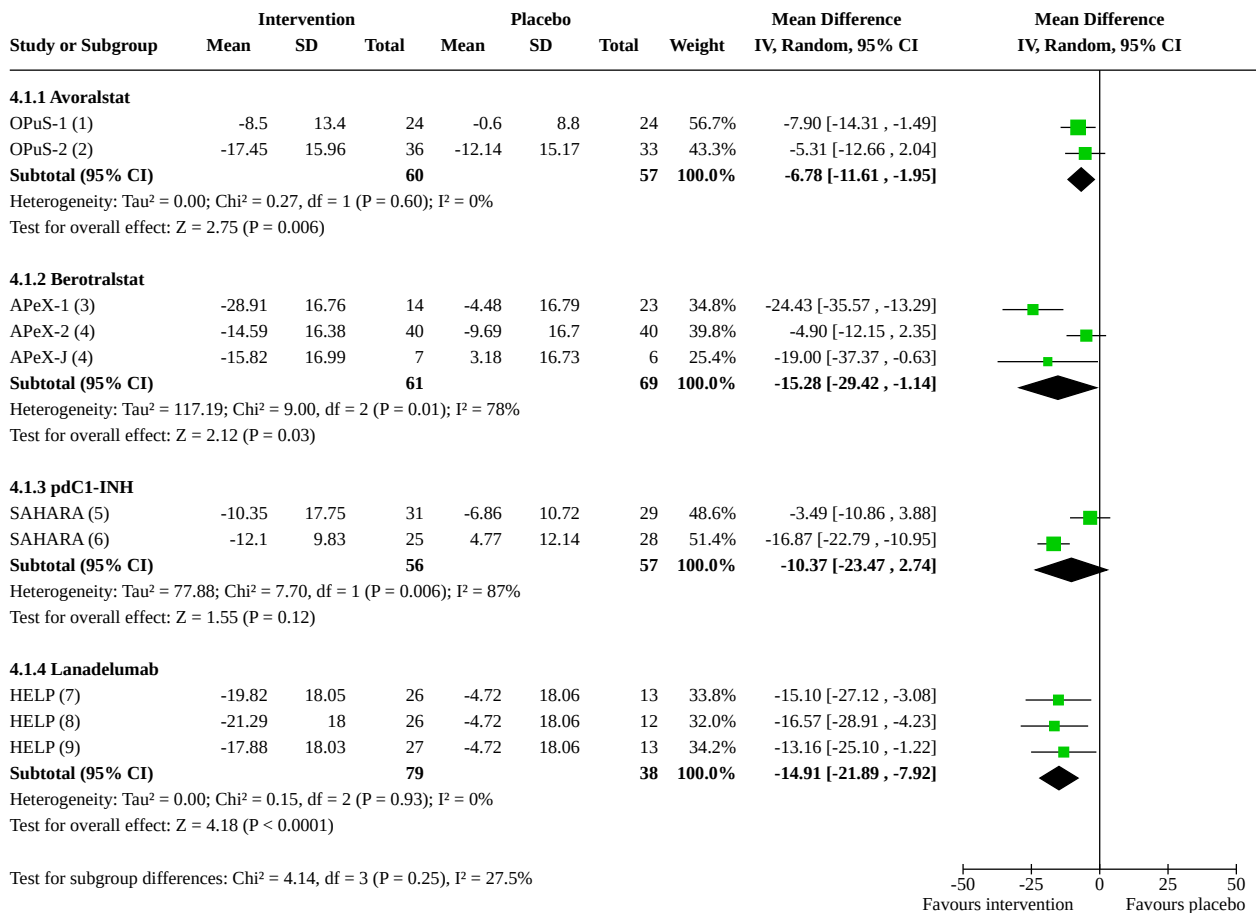 Intervention Placebo Mean Difference Mean Difference
Study or Subgroup Mean SD Total Mean SD Total Weight IV, Random, 95% CI IV, Random, 95% CI
4.1.1 Avoralstat
OPuS-1 (1) -8.5 13.4 24 -0.6 8.8 24 56.7% -7.90 [-14.31 , -1.49]
OPuS-2 (2) -17.45 15.96 36 -12.14 15.17 33 43.3% -5.31 [-12.66 , 2.04]
Subtotal (95% CI) 60 57 100.0% -6.78 [-11.61 , -1.95]
Heterogeneity: Tau² = 0.00; Chi² = 0.27, df = 1 (P = 0.60); I² = 0%
Test for overall effect: Z = 2.75 (P = 0.006)
4.1.2 Berotralstat
APeX-1 (3) -28.91 16.76 14 -4.48 16.79 23 34.8% -24.43 [-35.57 , -13.29]
APeX-2 (4) -14.59 16.38 40 -9.69 16.7 40 39.8% -4.90 [-12.15 , 2.35]
APeX-J (4) -15.82 16.99 7 3.18 16.73 6 25.4% -19.00 [-37.37 , -0.63]
Subtotal (95% CI) 61 69 100.0% -15.28 [-29.42 , -1.14]
Heterogeneity: Tau² = 117.19; Chi² = 9.00, df = 2 (P = 0.01); I² = 78%
Test for overall effect: Z = 2.12 (P = 0.03)
4.1.3 pdC1-INH
SAHARA (5) -10.35 17.75 31 -6.86 10.72 29 48.6% -3.49 [-10.86 , 3.88]
SAHARA (6) -12.1 9.83 25 4.77 12.14 28 51.4% -16.87 [-22.79 , -10.95]
Subtotal (95% CI) 56 57 100.0% -10.37 [-23.47 , 2.74]
Heterogeneity: Tau² = 77.88; Chi² = 7.70, df = 1 (P = 0.006); I² = 87%
Test for overall effect: Z = 1.55 (P = 0.12)
4.1.4 Lanadelumab
HELP (7) -19.82 18.05 26 -4.72 18.06 13 33.8% -15.10 [-27.12 , -3.08]
HELP (8) -21.29 18 26 -4.72 18.06 12 32.0% -16.57 [-28.91 , -4.23]
HELP (9) -17.88 18.03 27 -4.72 18.06 13 34.2% -13.16 [-25.10 , -1.22]
Subtotal (95% CI) 79 38 100.0% -14.91 [-21.89 , -7.92]
Heterogeneity: Tau² = 0.00; Chi² = 0.15, df = 2 (P = 0.93); I² = 0%
Test for overall effect: Z = 4.18 (P < 0.0001)
Test for subgroup differences: Chi² = 4.14, df = 3 (P = 0.25), I² = 27.5%
-50 -25 0 25 50
Favours intervention Favours placebo